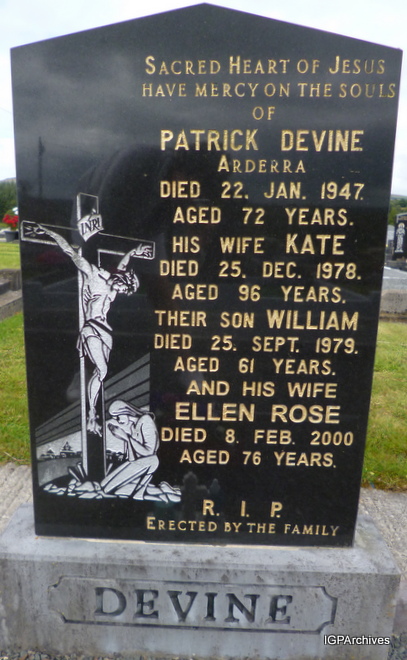 SACRED HEART OF JESUS
HAVE MERCY ON THE SOULS
OF
PATRICK DEVINE
ARDERRA
DIED 22. JAN. 1947.
AGED 72 YEARS.
HIS WIFE KATE
DIED 25. DEC. 1978.
AGED 96 YEARS.
THEIR SON WILLIAM
DIED 25. SEPT. 1979.
AGED 61 YEARS.
AND HIS WIFE
ELLEN ROSE
DIED 8. FEB. 2000
AGED 76 YEARS.
INRI
R. I. P.
ERECTED BY THE FAMILY
DEVINE
IGPArchives